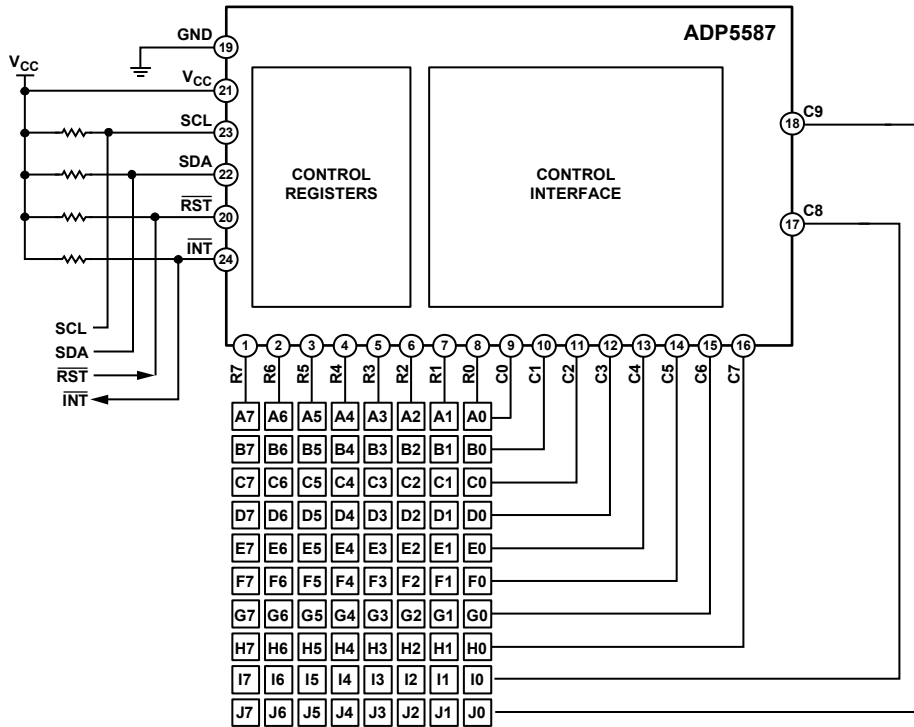 ADP5587
GND
19
VCC
VCC
21
SCL
23
SDA
22
RST
20
INT
24
CONTROL
REGISTERS
CONTROL
INTERFACE
18
C9
17
C8
SCL
SDA
RST
INT
1 2 3 4 5 6 7 8 9 10 11 12 13 14 15 16
R7 R6 R5 R4 R3 R2 R1 R0 C0 C1 C2 C3 C4 C5 C6 C7
A7 A6 A5 A4 A3 A2 A1 A0
B7 B6 B5 B4 B3 B2 B1 B0
C7 C6 C5 C4 C3 C2 C1 C0
D7 D6 D5 D4 D3 D2 D1 D0
E7 E6 E5 E4 E3 E2 E1 E0
F7 F6 F5 F4 F3 F2 F1 F0
G7 G6 G5 G4 G3 G2 G1 G0
H7 H6 H5 H4 H3 H2 H1 H0
I7 I6 I5 I4 I3 I2 I1 I0
J7 J6 J5 J4 J3 J2 J1 J0